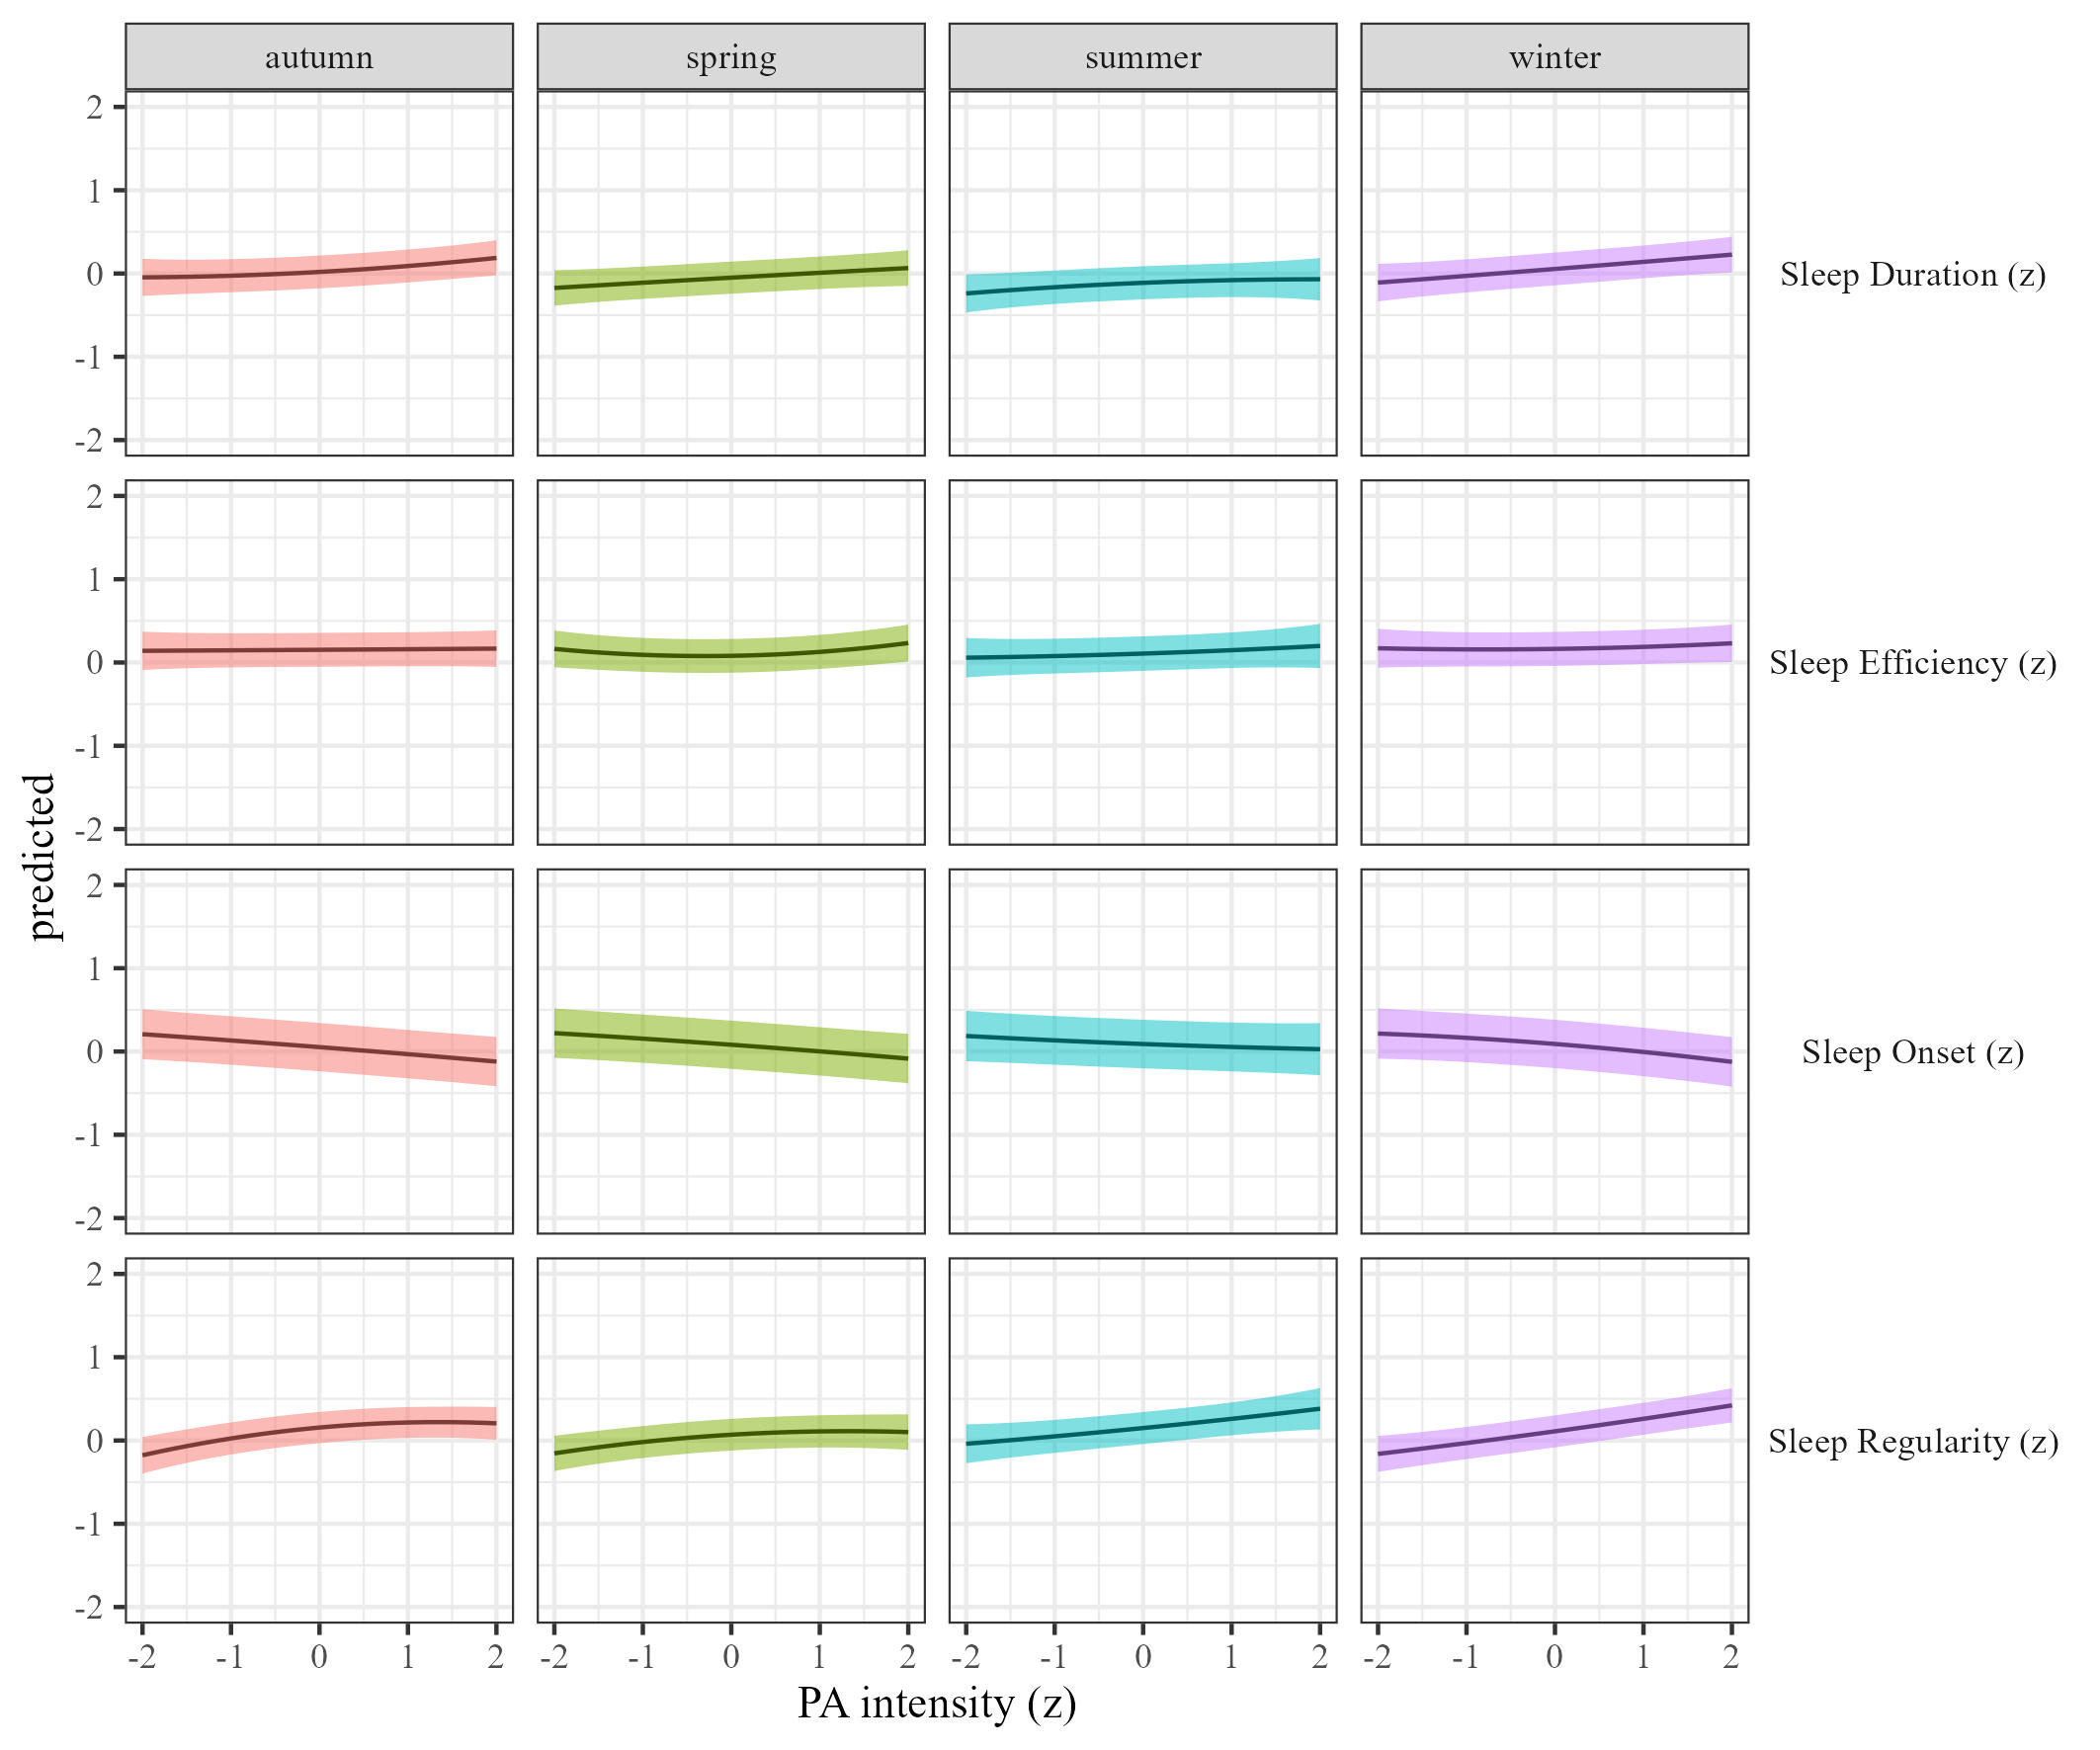 autumn spring summer winter
2
1
0
-1
-2
Sleep Duration (z)
2
1
0
-1
-2
Sleep Efficiency (z)
predicted
2
1
0
-1
-2
Sleep Onset (z)
2
1
0
-1
-2
Sleep Regularity (z)
-2 -1 0 1 2 -2 -1 0 1 2 -2 -1 0 1 2 -2 -1 0 1 2
PA intensity (z)